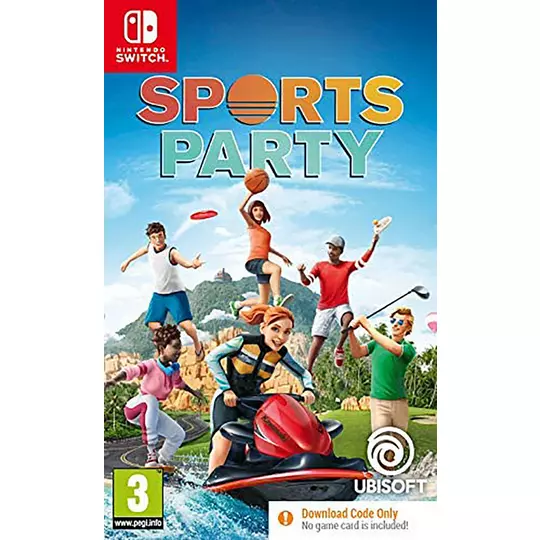 NINTENDO
SWITCH
SPORTS
PARTY
3
www.pegi.info
UBISOFT
Download Code Only
No game card is included!